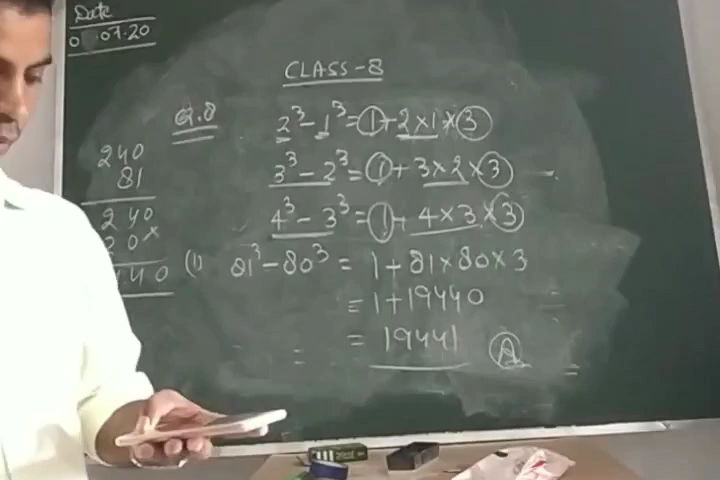 Date
07.20
CLASS-8
Q.8
2³-1³=1+2×1×3
3³-2³=1+3×2×3
4³-3³=1+4×3×3
(1) 81³-80³ = 1+81×80×3
= 1+19440
= 19441 A
240
81
240
20×
440